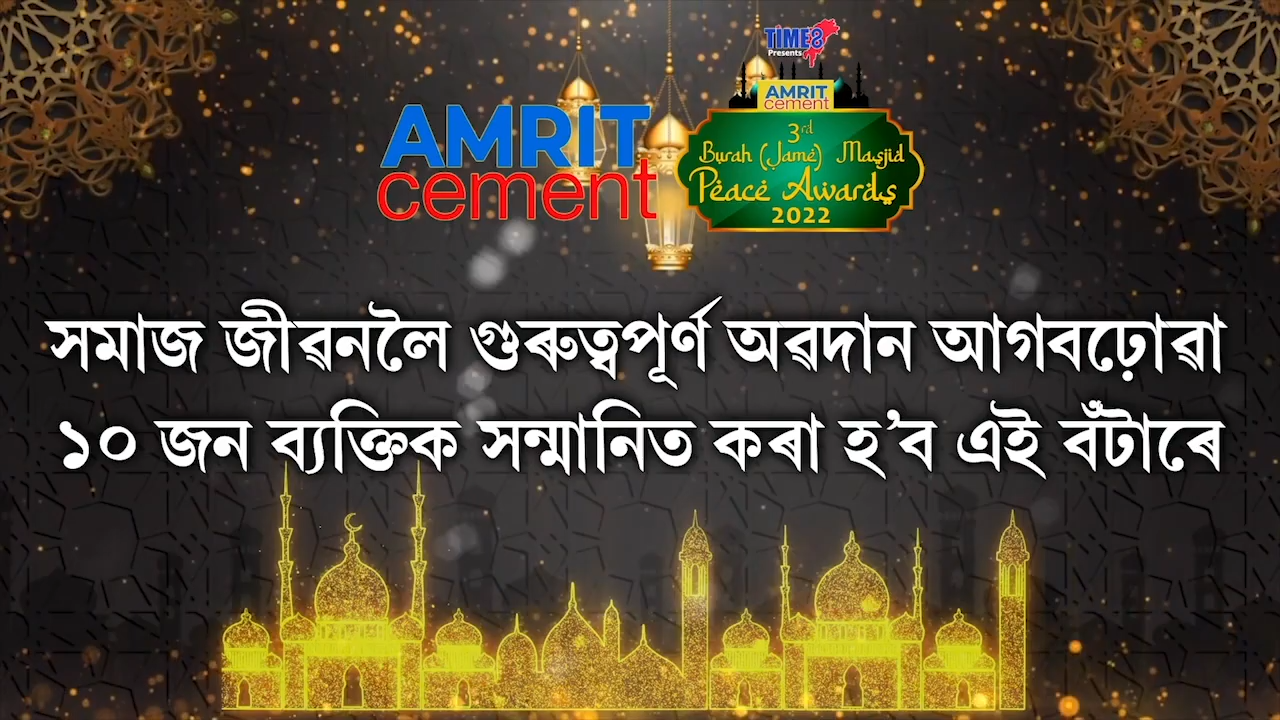 TIME8
Presents
AMRIT
cement
AMRIT
cement
3rd
Burah (Jame) Masjid
Peace Awards
2022
সমাজ জীৱনলৈ গুৰুত্বপূৰ্ণ অৱদান আগবঢ়োৱা
১০ জন ব্যক্তিক সন্মানিত কৰা হ’ব এই বঁটাৰে